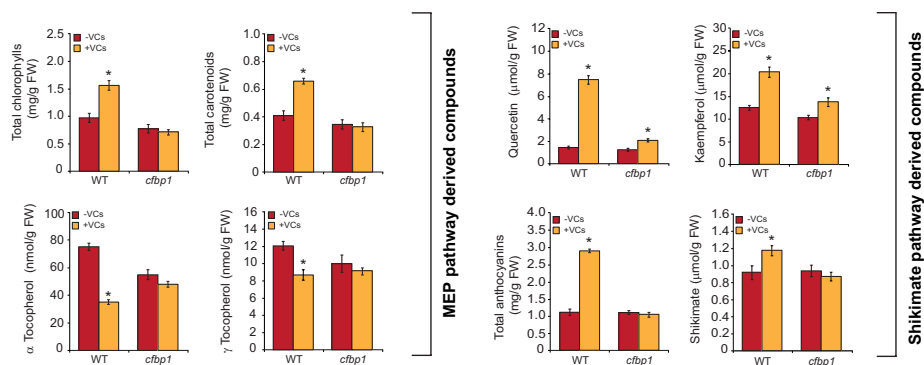 Total chlorophylls
(mg/g FW)
2.5
2.0
1.5
1.0
0.5
0
-VCs
+VCs
*
WT
cfbp1
Total carotenoids
(mg/g FW)
1.0
0.8
0.6
0.4
0.2
0
-VCs
+VCs
*
WT
cfbp1
α Tocopherol (nmol/g FW)
100
80
60
40
20
0
-VCs
+VCs
*
WT
cfbp1
γ Tocopherol (nmol/g FW)
16
14
12
10
8
6
4
2
0
-VCs
+VCs
*
WT
cfbp1
MEP pathway derived compounds
Quercetin (μmol/g FW)
10
8
6
4
2
0
-VCs
+VCs
*
*
WT
cfbp1
Kaempferol (μmol/g FW)
30
25
20
15
10
5
0
-VCs
+VCs
*
*
WT
cfbp1
Total anthocyanins
(mg/g FW)
4.0
3.0
2.0
1.0
0
-VCs
+VCs
*
WT
cfbp1
Shikimate (μmol/g FW)
1.6
1.4
1.2
1.0
0.8
0.6
0.4
0.2
0
-VCs
+VCs
*
WT
cfbp1
Shikimate pathway derived compounds